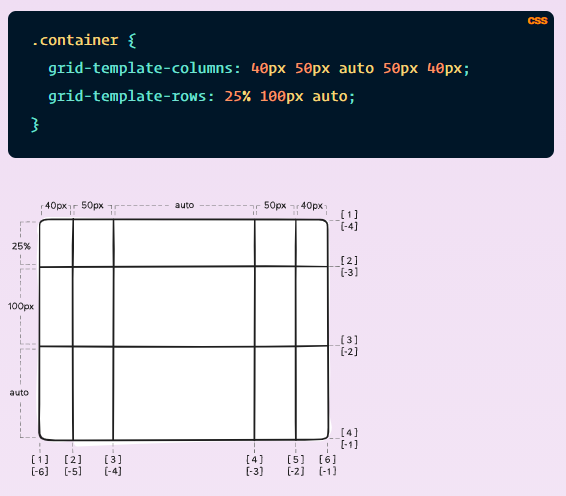 css
.container {
grid-template-columns: 40px 50px auto 50px 40px;
grid-template-rows: 25% 100px auto;
}
40px 50px auto 50px 40px
[1]
[-4]
25%
[2]
[-3]
100px
[3]
[-2]
auto
[4]
[-1]
[1] [2] [3] [4] [5] [6]
[-6] [-5] [-4] [-3] [-2] [-1]